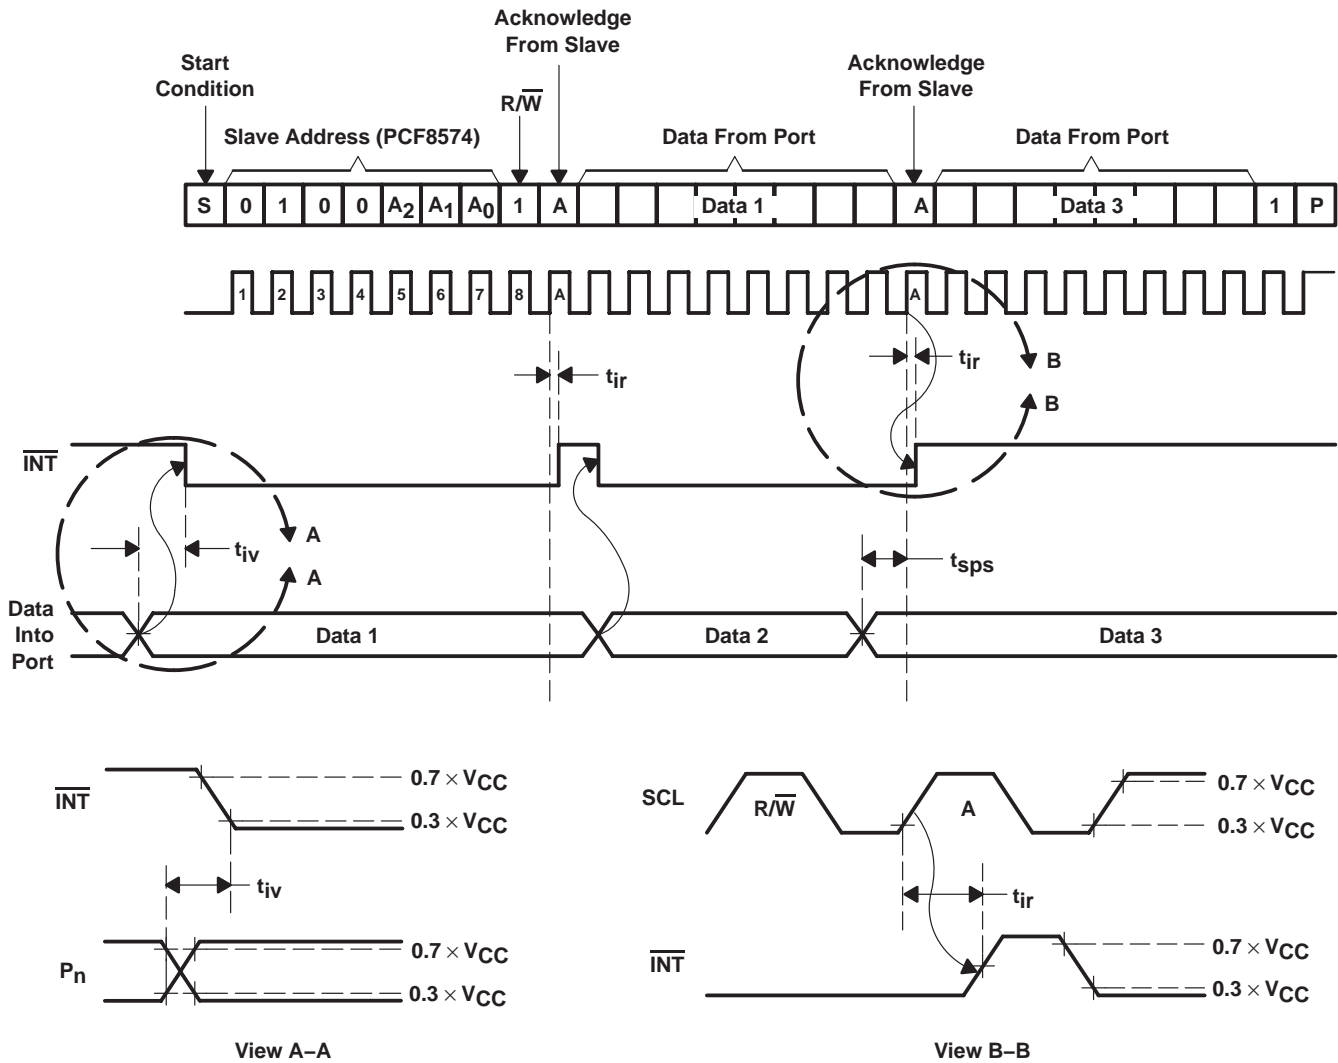 Acknowledge
From Slave
Start
Condition
Acknowledge
From Slave
R/W̅
Slave Address (PCF8574)
Data From Port
Data From Port
S 0 1 0 0 A2 A1 A0 1 A Data 1 A Data 3 1 P
1 2 3 4 5 6 7 8 A A
tir
tir
B
B
I̅N̅T̅
A
tiv
A
tsps
Data
Into
Port
Data 1
Data 2
Data 3
I̅N̅T̅
0.7 × VCC
0.3 × VCC
tiv
Pn
0.7 × VCC
0.3 × VCC
View A–A
SCL
R/W̅
A
0.7 × VCC
0.3 × VCC
tir
I̅N̅T̅
0.7 × VCC
0.3 × VCC
View B–B